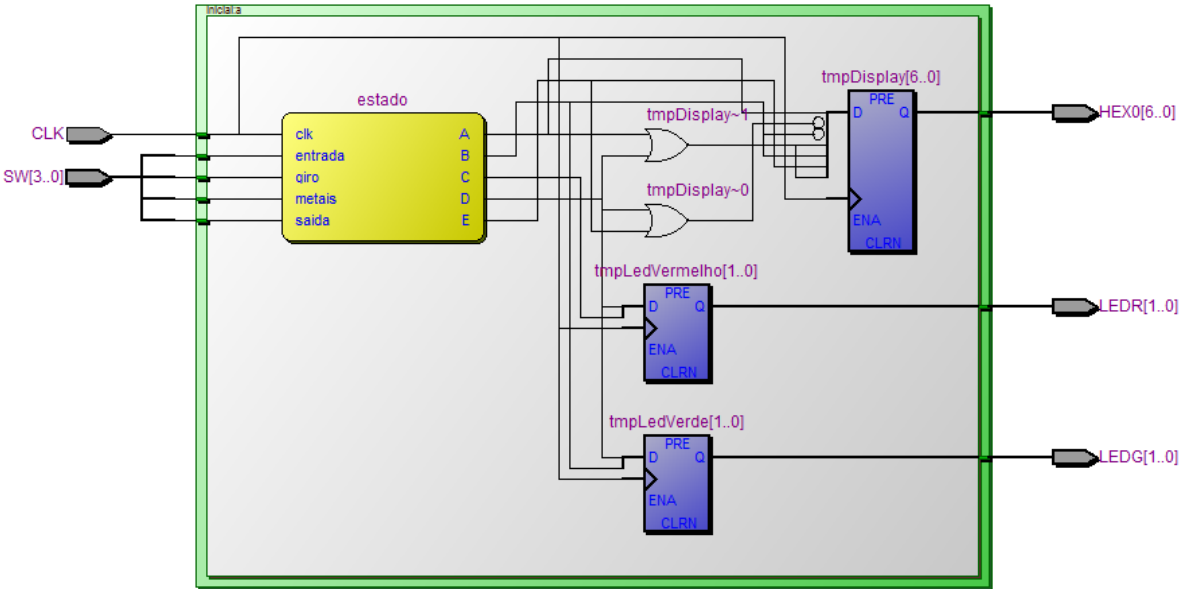 inicial:a
CLK
SW[3..0]
estado
clk
entrada
giro
metais
saida
A
B
C
D
E
tmpDisplay~1
tmpDisplay~0
tmpDisplay[6..0]
PRE
D Q
ENA
CLRN
HEX0[6..0]
tmpLedVermelho[1..0]
PRE
D Q
ENA
CLRN
LEDR[1..0]
tmpLedVerde[1..0]
PRE
D Q
ENA
CLRN
LEDG[1..0]